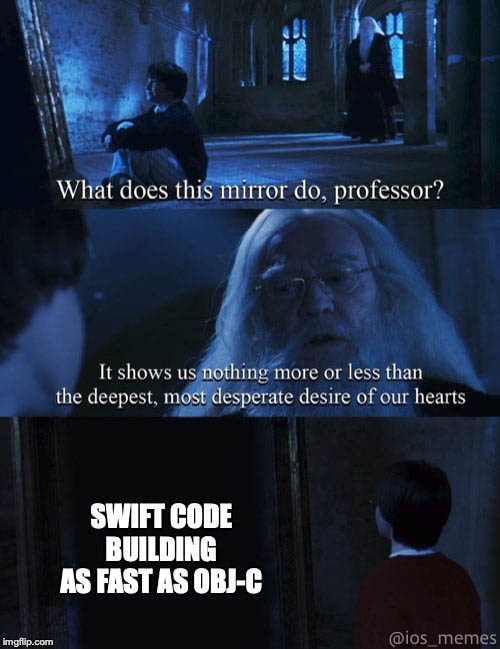 What does this mirror do, professor?
It shows us nothing more or less than
the deepest, most desperate desire of our hearts
SWIFT CODE
BUILDING
AS FAST AS OBJ-C
imgflip.com
@ios_memes